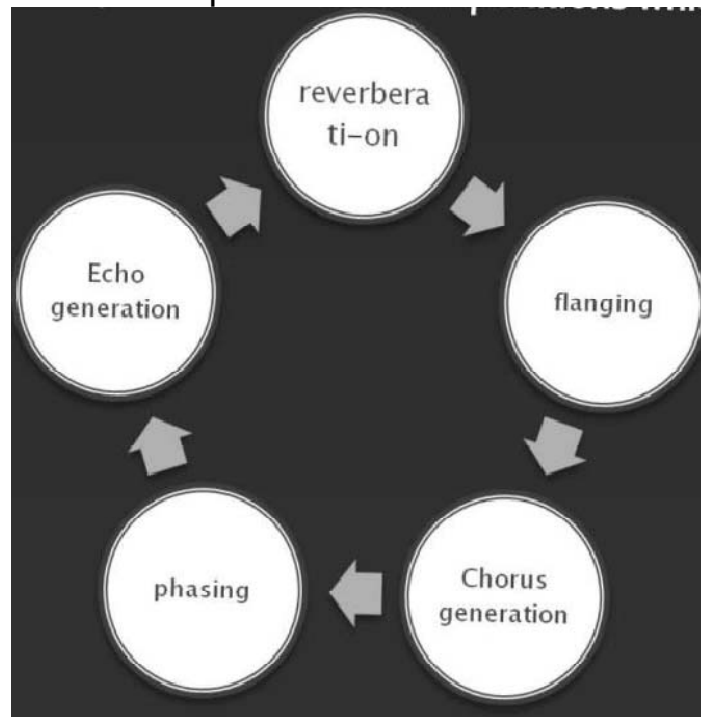 reverbera
ti-on
flanging
Chorus
generation
phasing
Echo
generation